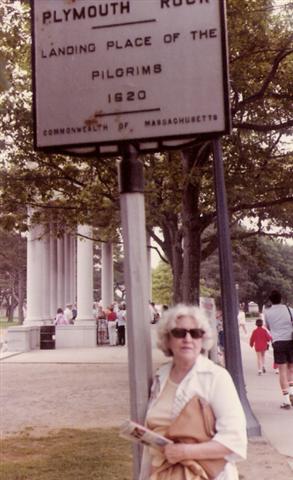 PLYMOUTH ROCK
LANDING PLACE OF THE
PILGRIMS
1620
COMMONWEALTH OF MASSACHUSETTS